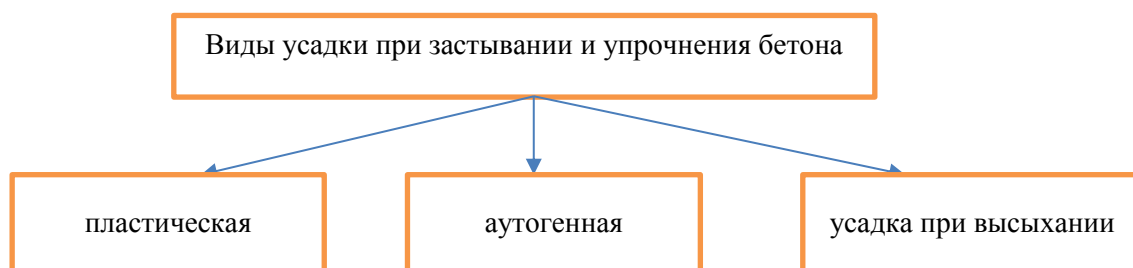 Виды усадки при застывании и упрочнения бетона
пластическая
аутогенная
усадка при высыхании